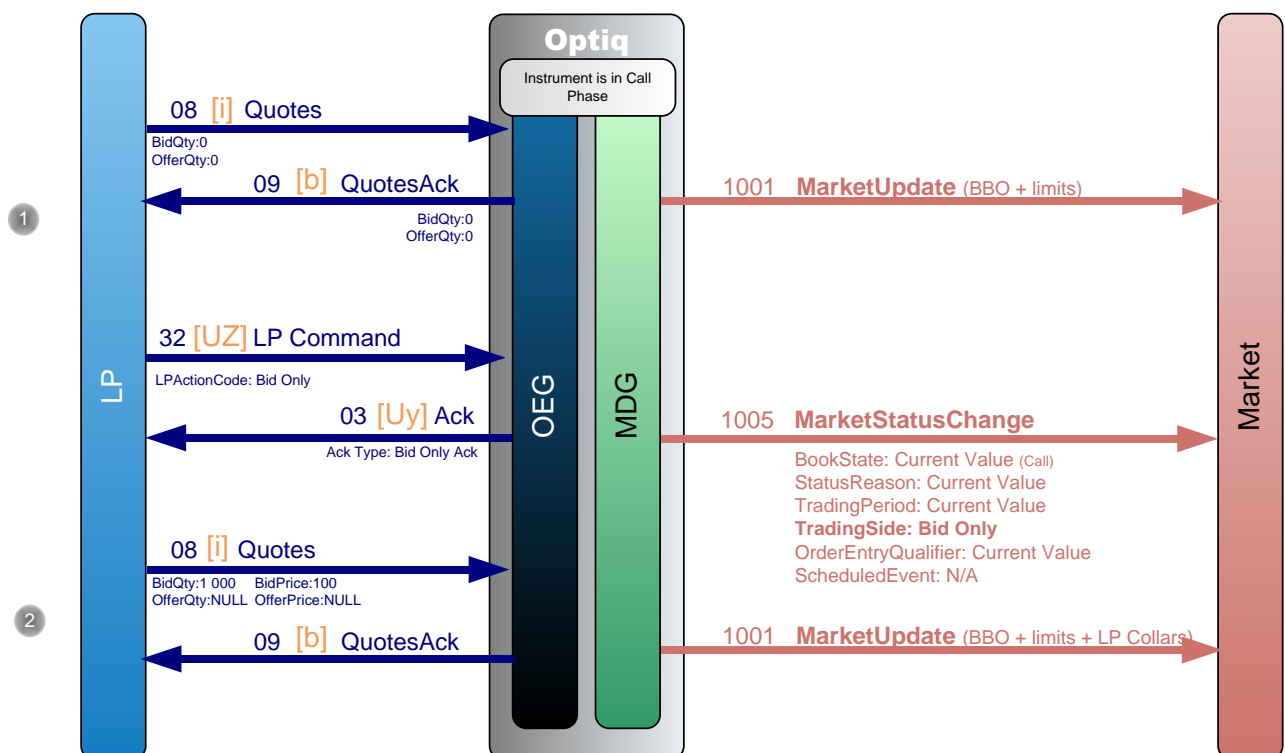 Optiq
Instrument is in Call
Phase
08 [i] Quotes
BidQty:0
OfferQty:0
09 [b] QuotesAck
BidQty:0
OfferQty:0
1001 MarketUpdate (BBO + limits)
1
32 [UZ] LP Command
LPActionCode: Bid Only
LP
OEG
MDG
Market
03 [Uy] Ack
Ack Type: Bid Only Ack
1005 MarketStatusChange
BookState: Current Value (Call)
StatusReason: Current Value
TradingPeriod: Current Value
TradingSide: Bid Only
OrderEntryQualifier: Current Value
ScheduledEvent: N/A
08 [i] Quotes
BidQty:1 000 BidPrice:100
OfferQty:NULL OfferPrice:NULL
2
09 [b] QuotesAck
1001 MarketUpdate (BBO + limits + LP Collars)